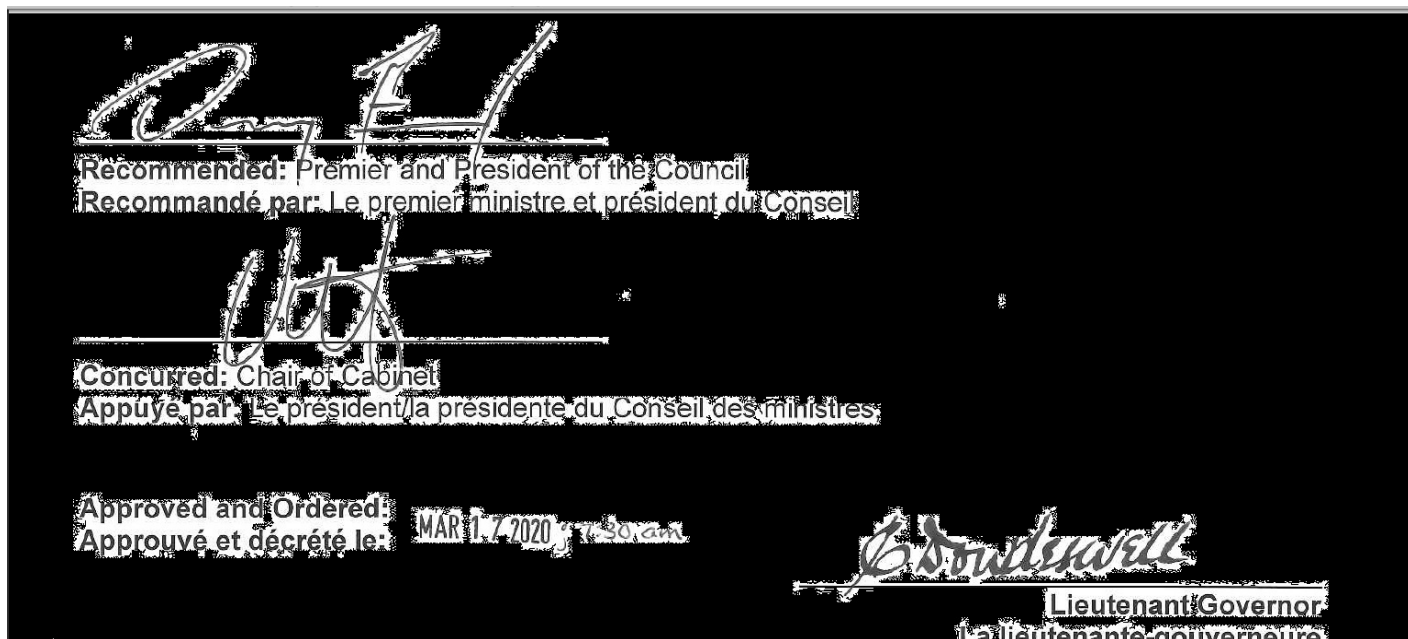 Recommended: Premier and President of the Council
Recommandé par: Le premier ministre et président du Conseil
Concurred: Chair of Cabinet
Appuyé par: Le président/la présidente du Conseil des ministres
Approved and Ordered:
Approuvé et décrété le: MAR 17 2020 ; 7:30 am
E Dowdeswell
Lieutenant Governor
La lieutenante-gouverneure